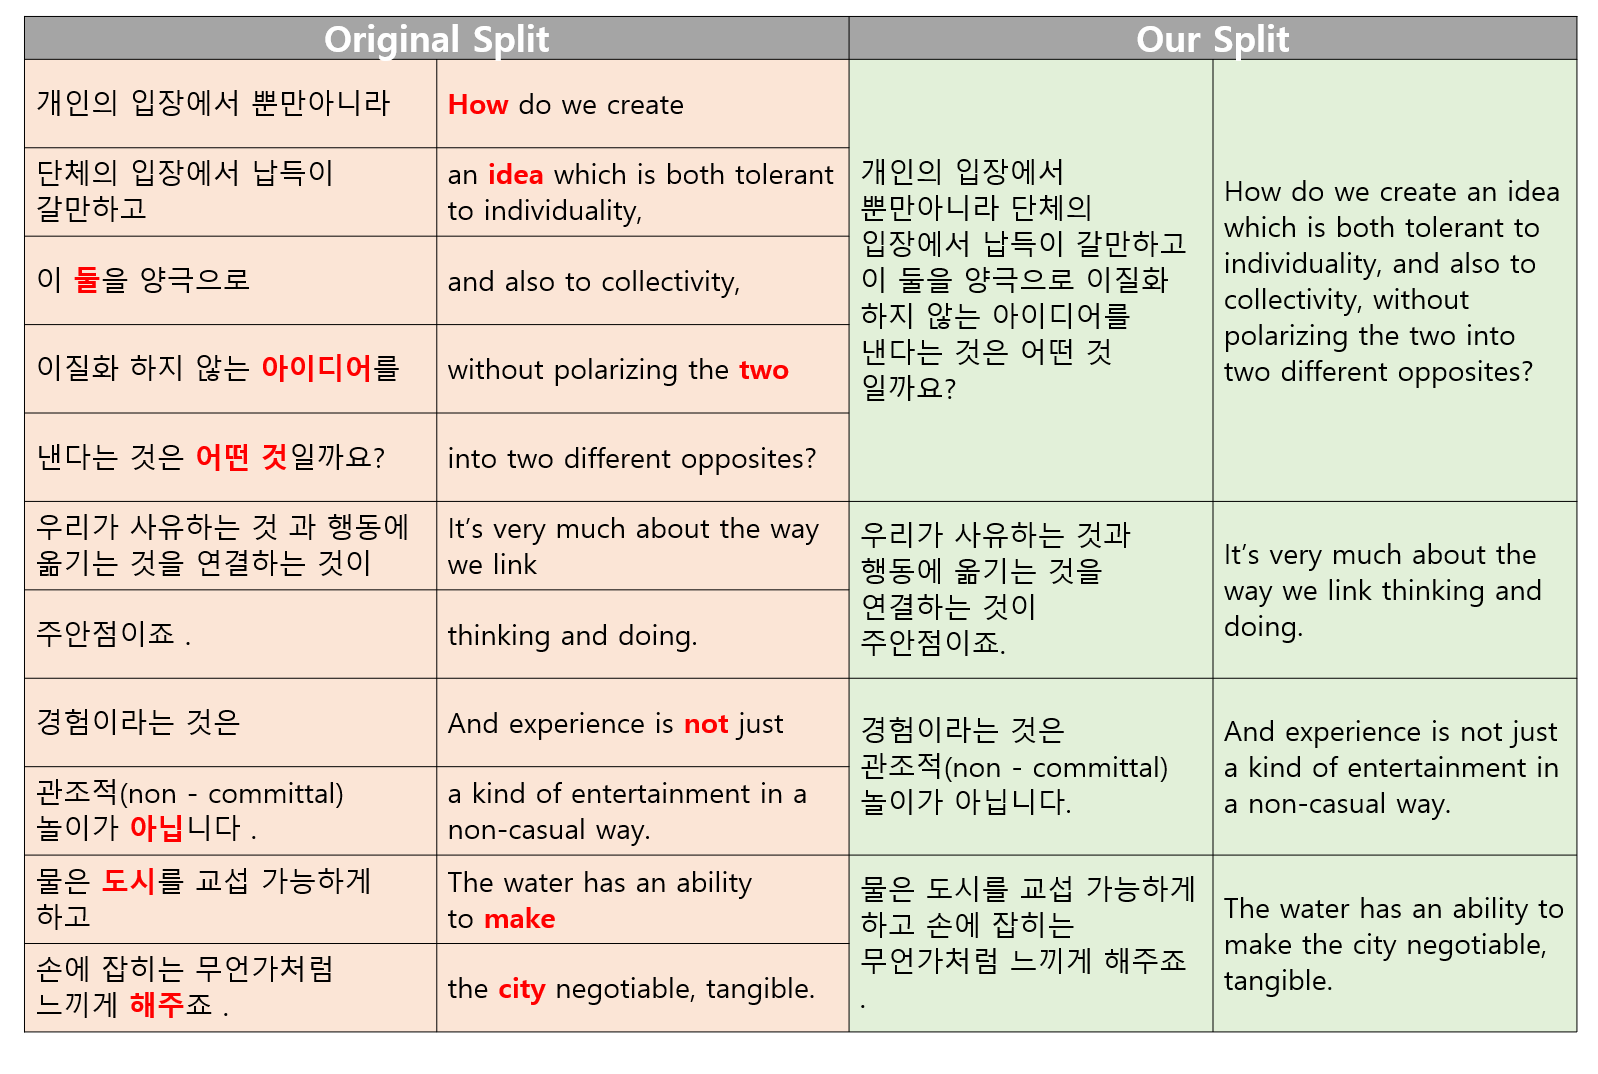 Original Split
Our Split
개인의 입장에서 뿐만아니라
How do we create
단체의 입장에서 납득이
갈만하고
an idea which is both tolerant
to individuality,
이 둘을 양극으로
and also to collectivity,
이질화 하지 않는 아이디어를
without polarizing the two
낸다는 것은 어떤 것일까요?
into two different opposites?
개인의 입장에서
뿐만아니라 단체의
입장에서 납득이 갈만하고
이 둘을 양극으로 이질화
하지 않는 아이디어를
낸다는 것은 어떤 것
일까요?
How do we create an idea
which is both tolerant to
individuality, and also to
collectivity, without
polarizing the two into
two different opposites?
우리가 사유하는 것 과 행동에
옮기는 것을 연결하는 것이
It’s very much about the way
we link
주안점이죠 .
thinking and doing.
우리가 사유하는 것과
행동에 옮기는 것을
연결하는 것이
주안점이죠.
It’s very much about the
way we link thinking and
doing.
경험이라는 것은
And experience is not just
관조적(non - committal)
놀이가 아닙니다 .
a kind of entertainment in a
non-casual way.
경험이라는 것은
관조적(non - committal)
놀이가 아닙니다.
And experience is not just
a kind of entertainment in
a non-casual way.
물은 도시를 교섭 가능하게
하고
The water has an ability
to make
손에 잡히는 무언가처럼
느끼게 해주죠 .
the city negotiable, tangible.
물은 도시를 교섭 가능하게
하고 손에 잡히는
무언가처럼 느끼게 해주죠
.
The water has an ability to
make the city negotiable,
tangible.